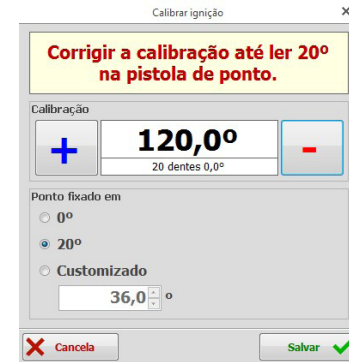 Calibrar ignição
Corrigir a calibração até ler 20º
na pistola de ponto.
Calibração
+
120,0º
-
20 dentes 0,0º
Ponto fixado em
0º
20º
Customizado
36,0 º
Cancela
Salvar